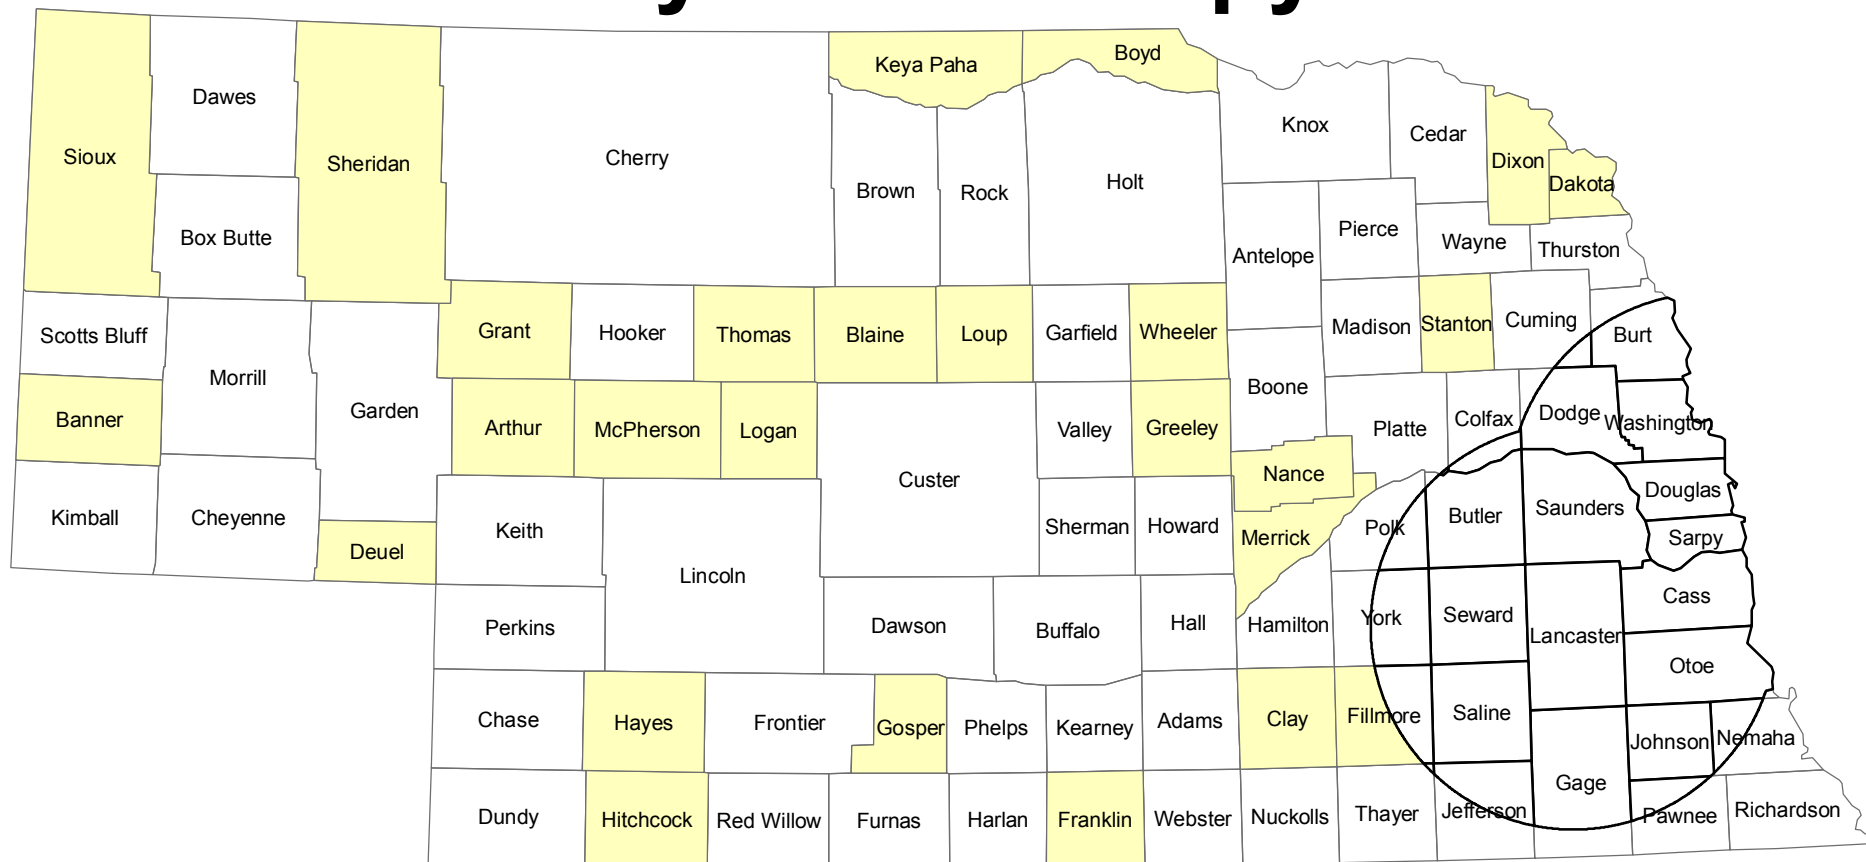 Keya Paha
Boyd
Dawes
Sioux
Sheridan
Cherry
Brown
Rock
Holt
Knox
Cedar
Dixon
Dakota
Box Butte
Antelope
Pierce
Wayne
Thurston
Scotts Bluff
Morrill
Grant
Hooker
Thomas
Blaine
Loup
Garfield
Wheeler
Madison
Stanton
Cuming
Burt
Banner
Garden
Arthur
McPherson
Logan
Custer
Valley
Greeley
Boone
Platte
Colfax
Dodge
Washington
Nance
Kimball
Cheyenne
Deuel
Keith
Lincoln
Sherman
Howard
Merrick
Polk
Butler
Saunders
Douglas
Sarpy
Perkins
Dawson
Buffalo
Hall
Hamilton
York
Seward
Lancaster
Cass
Otoe
Chase
Hayes
Frontier
Gosper
Phelps
Kearney
Adams
Clay
Fillmore
Saline
Johnson
Nemaha
Dundy
Hitchcock
Red Willow
Furnas
Harlan
Franklin
Webster
Nuckolls
Thayer
Jefferson
Gage
Pawnee
Richardson